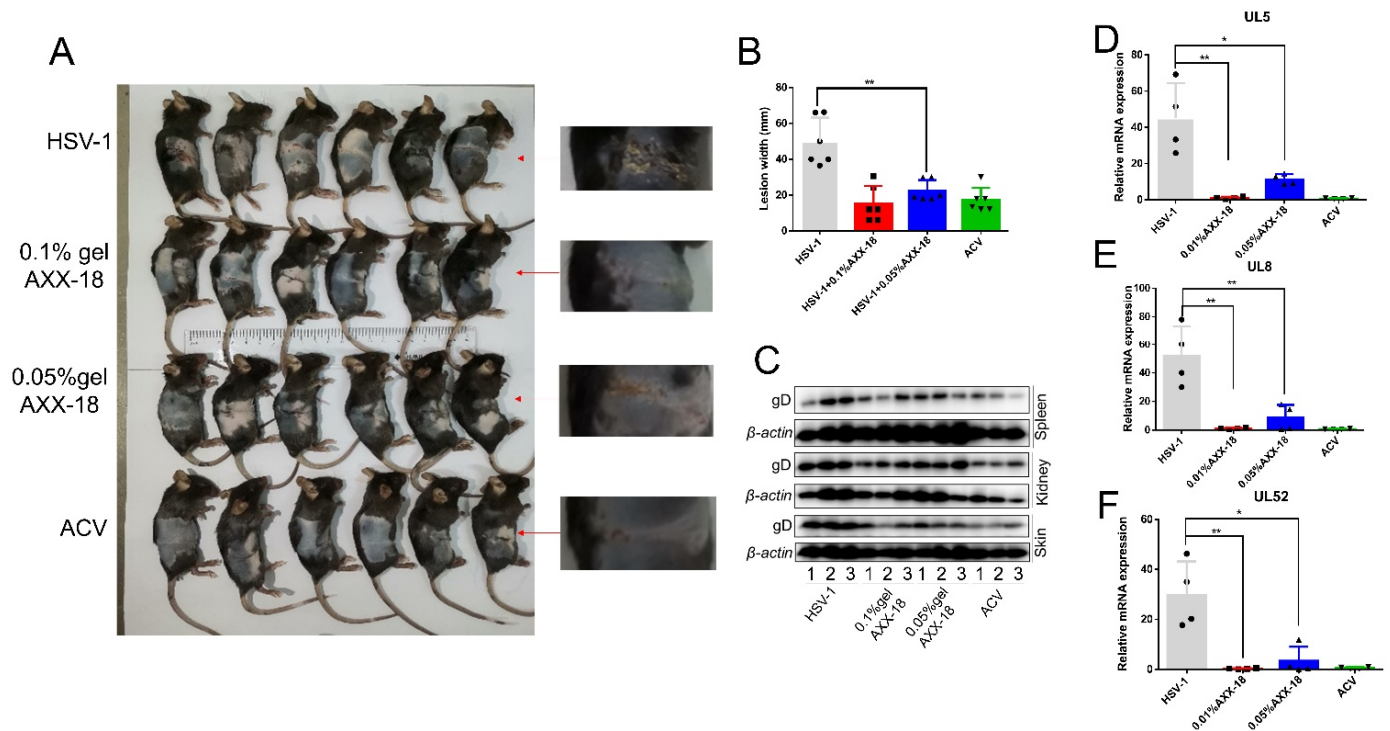 A
HSV-1
0.1% gel
AXX-18
0.05%gel
AXX-18
ACV
B
**
Lesion width (mm)
80
60
40
20
0
HSV-1
HSV-1+0.1%AXX-18
HSV-1+0.05%AXX-18
ACV
C
gD
β-actin
Spleen
gD
β-actin
Kidney
gD
β-actin
Skin
1 2 3 1 2 3 1 2 3 1 2 3
HSV-1
0.1%gel
AXX-18
0.05%gel
AXX-18
ACV
D
UL5
*
**
Relative mRNA expression
80
60
40
20
0
HSV-1
0.01%AXX-18
0.05%AXX-18
ACV
E
UL8
**
**
Relative mRNA expression
100
80
60
40
20
0
HSV-1
0.01%AXX-18
0.05%AXX-18
ACV
F
UL52
*
**
Relative mRNA expression
60
40
20
0
HSV-1
0.01%AXX-18
0.05%AXX-18
ACV